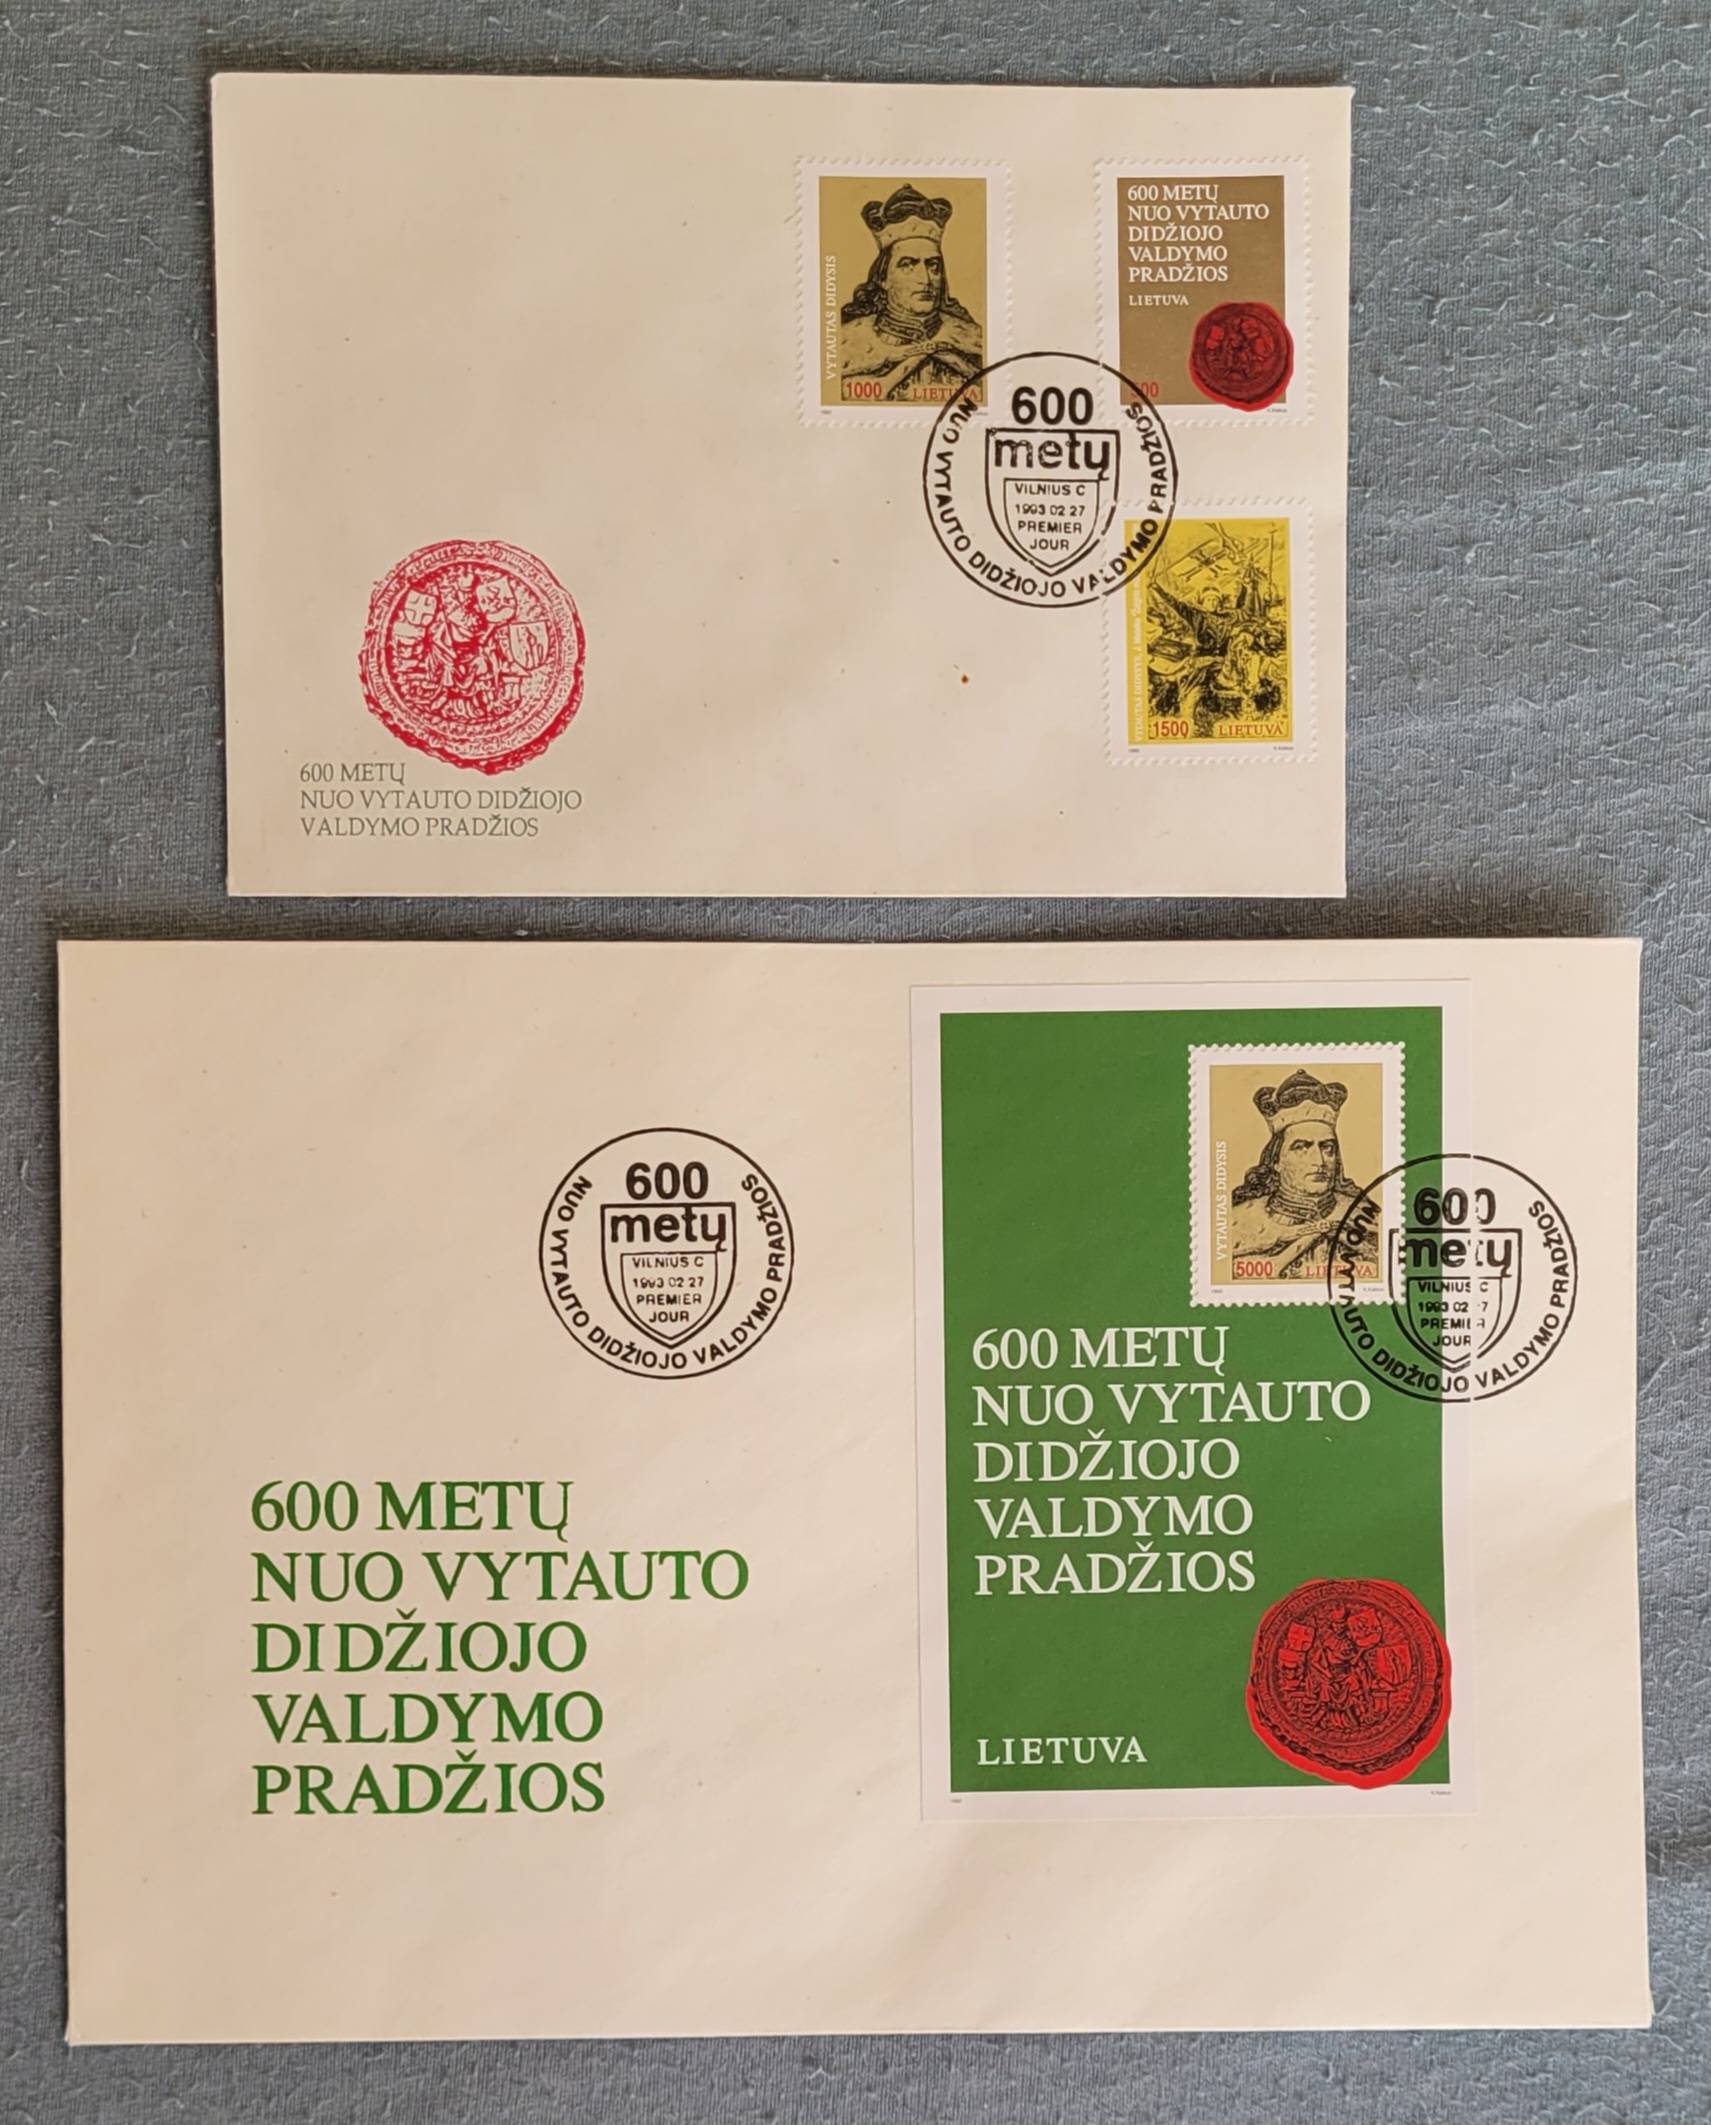 VYTAUTAS DIDYSIS
1000 LIETUVA
600 METŲ
NUO VYTAUTO
DIDŽIOJO
VALDYMO
PRADŽIOS
LIETUVA
600
metų
VILNIUS C
1993 02 27
PREMIER
JOUR
NUO VYTAUTO DIDŽIOJO VALDYMO PRADŽIOS
1500 LIETUVA
600 METŲ
NUO VYTAUTO DIDŽIOJO
VALDYMO PRADŽIOS
600
metų
VILNIUS C
1993 02 27
PREMIER
JOUR
NUO VYTAUTO DIDŽIOJO VALDYMO PRADŽIOS
600 METŲ
NUO VYTAUTO
DIDŽIOJO
VALDYMO
PRADŽIOS
VYTAUTAS DIDYSIS
5000 LIETUVA
600
metų
VILNIUS C
1993 02 27
PREMIER
JOUR
NUO VYTAUTO DIDŽIOJO VALDYMO PRADŽIOS
600 METŲ
NUO VYTAUTO
DIDŽIOJO
VALDYMO
PRADŽIOS
LIETUVA